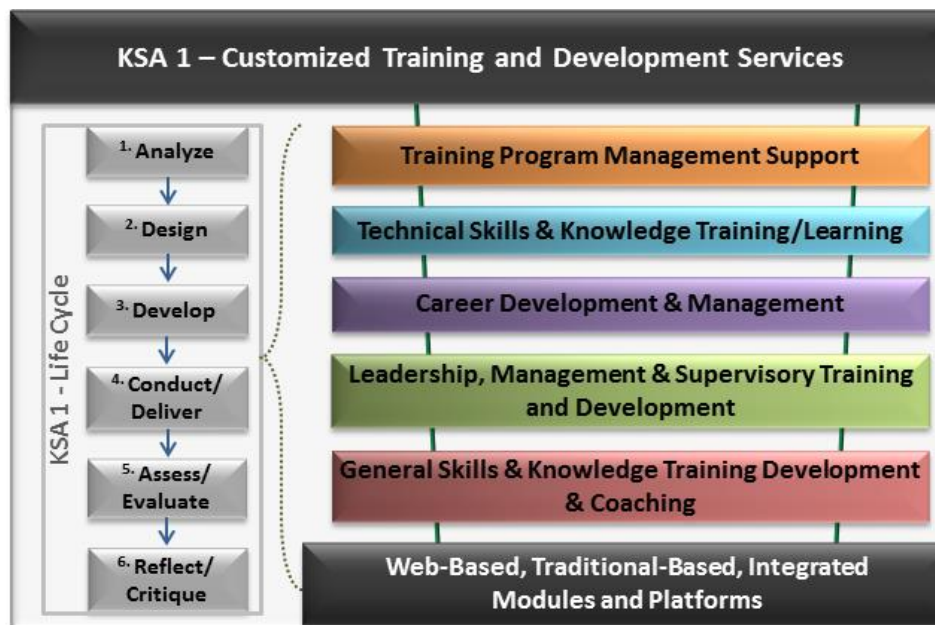 KSA 1 – Customized Training and Development Services
KSA 1 - Life Cycle
1. Analyze
2. Design
3. Develop
4. Conduct/
Deliver
5. Assess/
Evaluate
6. Reflect/
Critique
Training Program Management Support
Technical Skills & Knowledge Training/Learning
Career Development & Management
Leadership, Management & Supervisory Training
and Development
General Skills & Knowledge Training Development
& Coaching
Web-Based, Traditional-Based, Integrated
Modules and Platforms